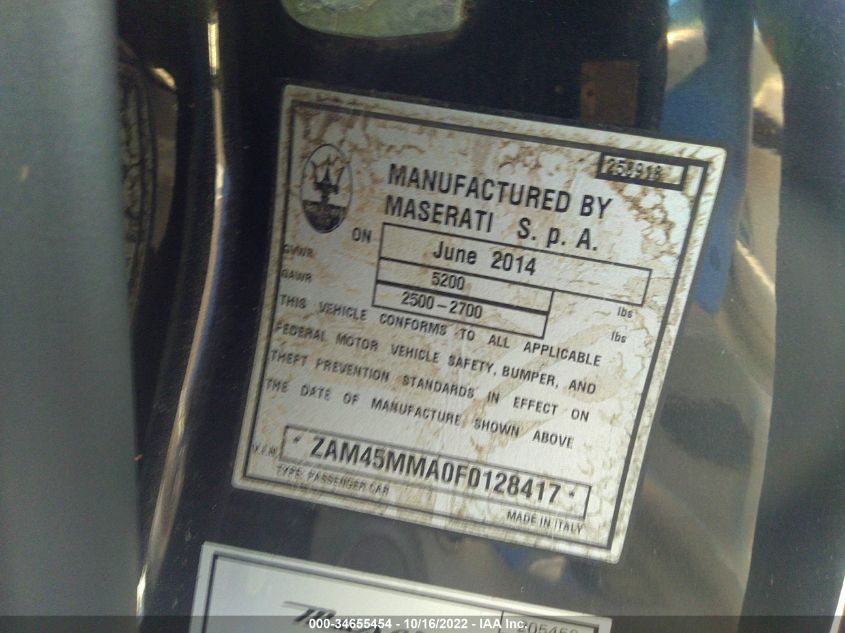 MANUFACTURED BY
MASERATI S. p A.
ON June 2014
GVWR 5200 lbs
GAWR 2500-2700 lbs
THIS VEHICLE CONFORMS TO ALL APPLICABLE
FEDERAL MOTOR VEHICLE SAFETY, BUMPER, AND
THEFT PREVENTION STANDARDS IN EFFECT ON
THE DATE OF MANUFACTURE SHOWN ABOVE
V.I.N. * ZAM45MMA0F0128417 *
TYPE: PASSENGER CAR
MADE IN ITALY
000-34655454 - 10/16/2022 - IAA Inc.